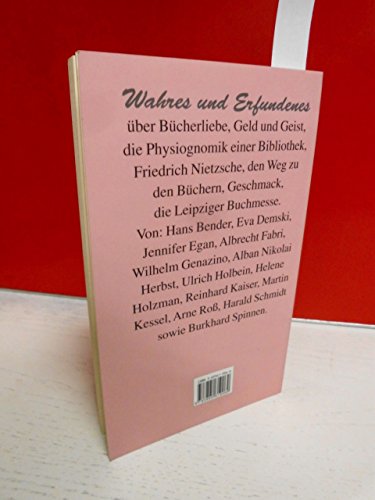 Wahres und Erfundenes
über Bücherliebe, Geld und Geist,
die Physiognomik einer Bibliothek,
Friedrich Nietzsche, den Weg zu
den Büchern, Geschmack,
die Leipziger Buchmesse.
Von: Hans Bender, Eva Demski,
Jennifer Egan, Albrecht Fabri,
Wilhelm Genazino, Alban Nikolai
Herbst, Ulrich Holbein, Helene
Holzman, Reinhard Kaiser, Martin
Kessel, Arne Roß, Harald Schmidt
sowie Burkhard Spinnen.